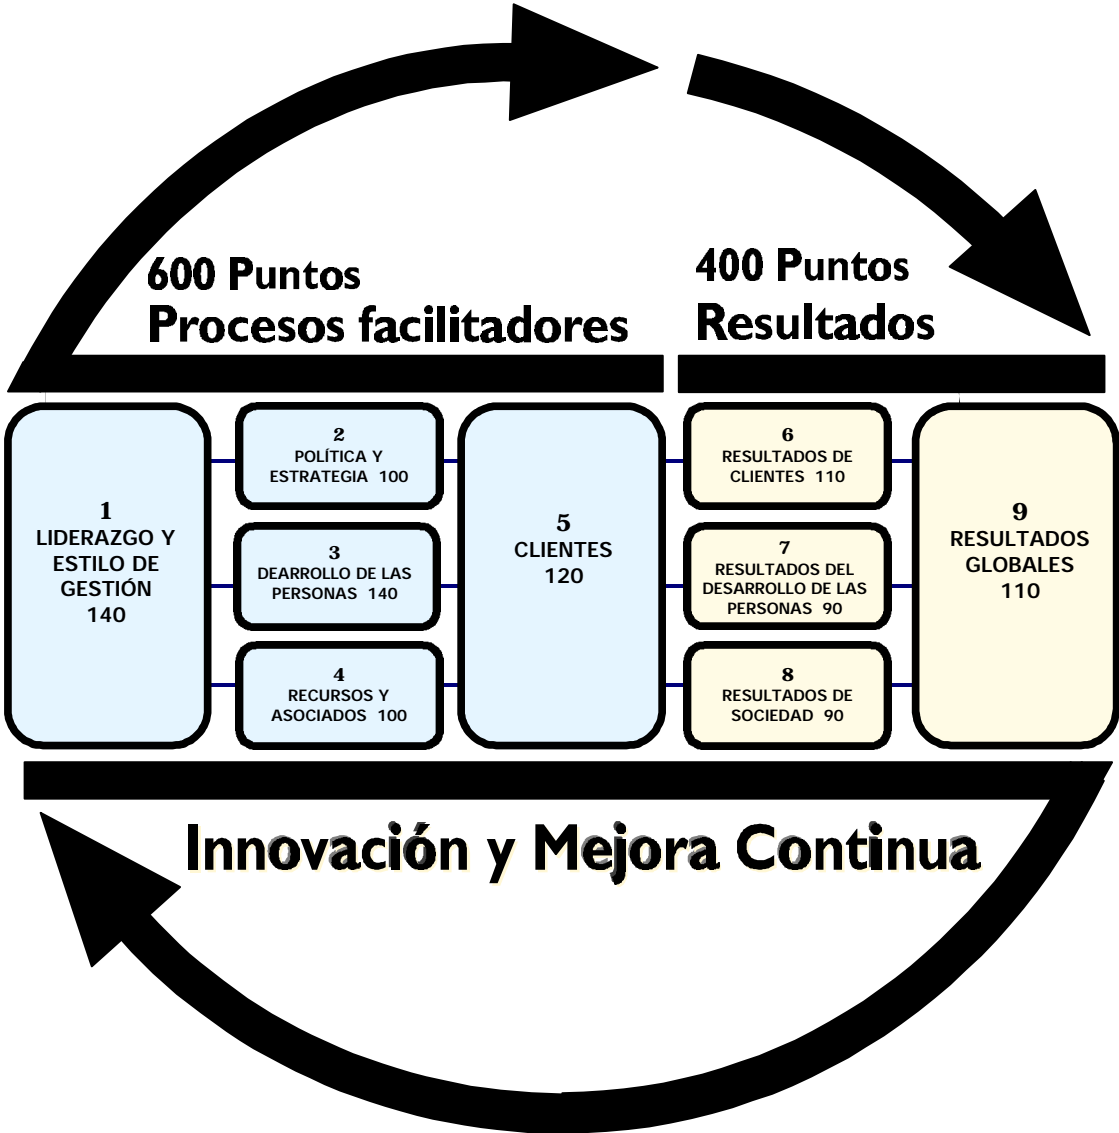 600 Puntos
Procesos facilitadores
400 Puntos
Resultados
1
LIDERAZGO Y
ESTILO DE
GESTIÓN
140
2
POLÍTICA Y
ESTRATEGIA 100
3
DEARROLLO DE LAS
PERSONAS 140
4
RECURSOS Y
ASOCIADOS 100
5
CLIENTES
120
6
RESULTADOS DE
CLIENTES 110
7
RESULTADOS DEL
DESARROLLO DE LAS
PERSONAS 90
8
RESULTADOS DE
SOCIEDAD 90
9
RESULTADOS
GLOBALES
110
Innovación y Mejora Continua